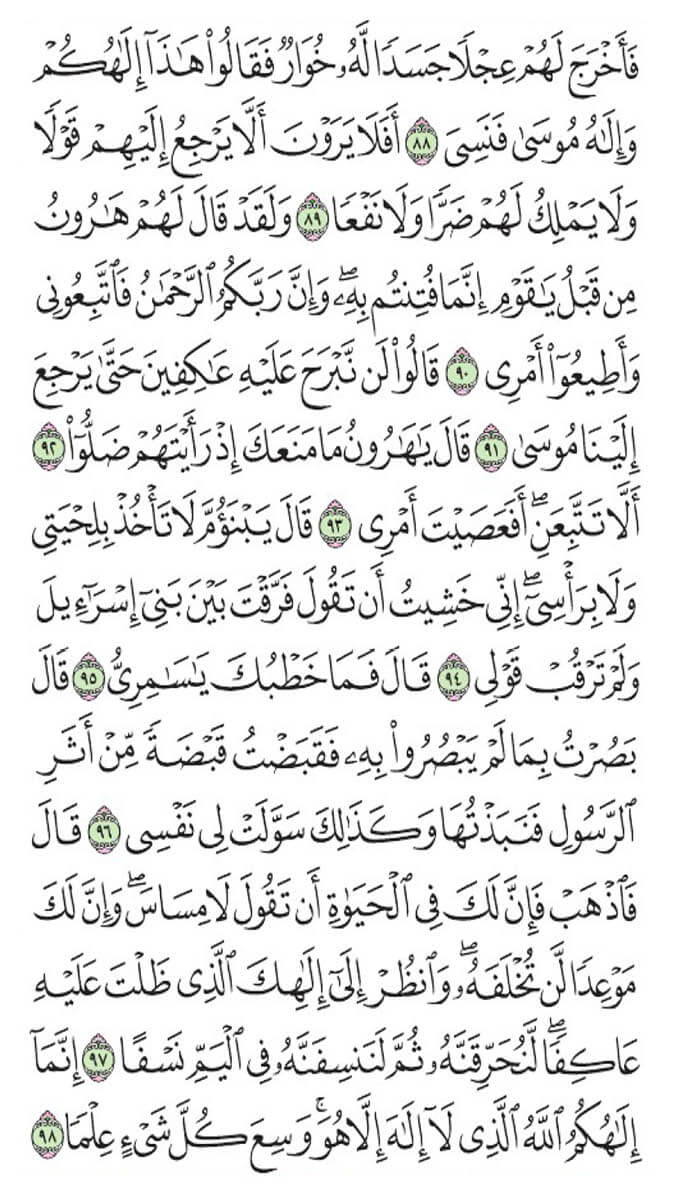 فَأَخْرَجَ لَهُمْ عِجْلًا جَسَدًا لَّهُۥ خُوَارٌ فَقَالُوا۟ هَـٰذَآ إِلَـٰهُكُمْ
وَإِلَـٰهُ مُوسَىٰ فَنَسِىَ ٨٨ أَفَلَا يَرَوْنَ أَلَّا يَرْجِعُ إِلَيْهِمْ قَوْلًا
وَلَا يَمْلِكُ لَهُمْ ضَرًّا وَلَا نَفْعًا ٨٩ وَلَقَدْ قَالَ لَهُمْ هَـٰرُونُ
مِن قَبْلُ يَـٰقَوْمِ إِنَّمَا فُتِنتُم بِهِۦ ۖ وَإِنَّ رَبَّكُمُ ٱلرَّحْمَـٰنُ فَٱتَّبِعُونِى
وَأَطِيعُوٓا۟ أَمْرِى ٩٠ قَالُوا۟ لَن نَّبْرَحَ عَلَيْهِ عَـٰكِفِينَ حَتَّىٰ يَرْجِعَ
إِلَيْنَا مُوسَىٰ ٩١ قَالَ يَـٰهَـٰرُونُ مَا مَنَعَكَ إِذْ رَأَيْتَهُمْ ضَلُّوٓا۟ ٩٢
أَلَّا تَتَّبِعَنِ ۖ أَفَعَصَيْتَ أَمْرِى ٩٣ قَالَ يَبْنَؤُمَّ لَا تَأْخُذْ بِلِحْيَتِى
وَلَا بِرَأْسِىٓ ۖ إِنِّى خَشِيتُ أَن تَقُولَ فَرَّقْتَ بَيْنَ بَنِىٓ إِسْرَٰٓءِيلَ
وَلَمْ تَرْقُبْ قَوْلِى ٩٤ قَالَ فَمَا خَطْبُكَ يَـٰسَـٰمِرِىُّ ٩٥ قَالَ
بَصُرْتُ بِمَا لَمْ يَبْصُرُوا۟ بِهِۦ فَقَبَضْتُ قَبْضَةً مِّنْ أَثَرِ
ٱلرَّسُولِ فَنَبَذْتُهَا وَكَذَٰلِكَ سَوَّلَتْ لِى نَفْسِى ٩٦ قَالَ
فَٱذْهَبْ فَإِنَّ لَكَ فِى ٱلْحَيَوٰةِ أَن تَقُولَ لَا مِسَاسَ ۖ وَإِنَّ لَكَ
مَوْعِدًا لَّن تُخْلَفَهُۥ ۖ وَٱنظُرْ إِلَىٰٓ إِلَـٰهِكَ ٱلَّذِى ظَلْتَ عَلَيْهِ
عَاكِفًا ۖ لَّنُحَرِّقَنَّهُۥ ثُمَّ لَنَنسِفَنَّهُۥ فِى ٱلْيَمِّ نَسْفًا ٩٧ إِنَّمَآ
إِلَـٰهُكُمُ ٱللَّهُ ٱلَّذِى لَآ إِلَـٰهَ إِلَّا هُوَ ۚ وَسِعَ كُلَّ شَىْءٍ عِلْمًا ٩٨